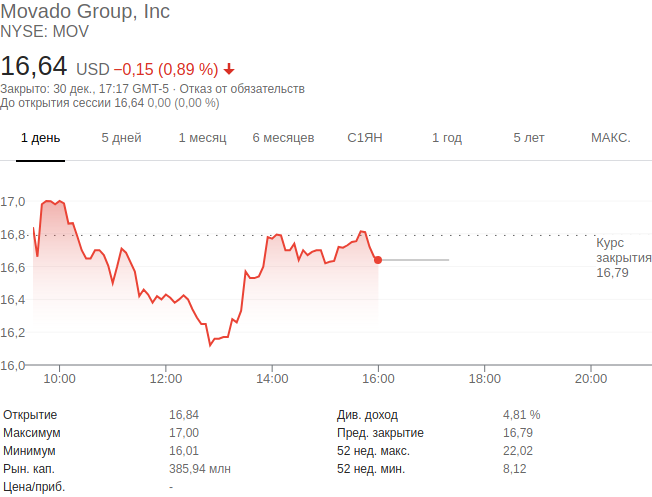 Movado Group, Inc
NYSE: MOV
16,64 USD −0,15 (0,89 %)
Закрыто: 30 дек., 17:17 GMT-5 · Отказ от обязательств
До открытия сессии 16,64 0,00 (0,00 %)
1 день 5 дней 1 месяц 6 месяцев С1ЯН 1 год 5 лет МАКС.
17,0
16,8
Курс
закрытия
16,79
16,6
16,4
16,2
16,0
10:00 12:00 14:00 16:00 18:00 20:00
Открытие 16,84 Див. доход 4,81 %
Максимум 17,00 Пред. закрытие 16,79
Минимум 16,01 52 нед. макс. 22,02
Рын. кап. 385,94 млн 52 нед. мин. 8,12
Цена/приб. -